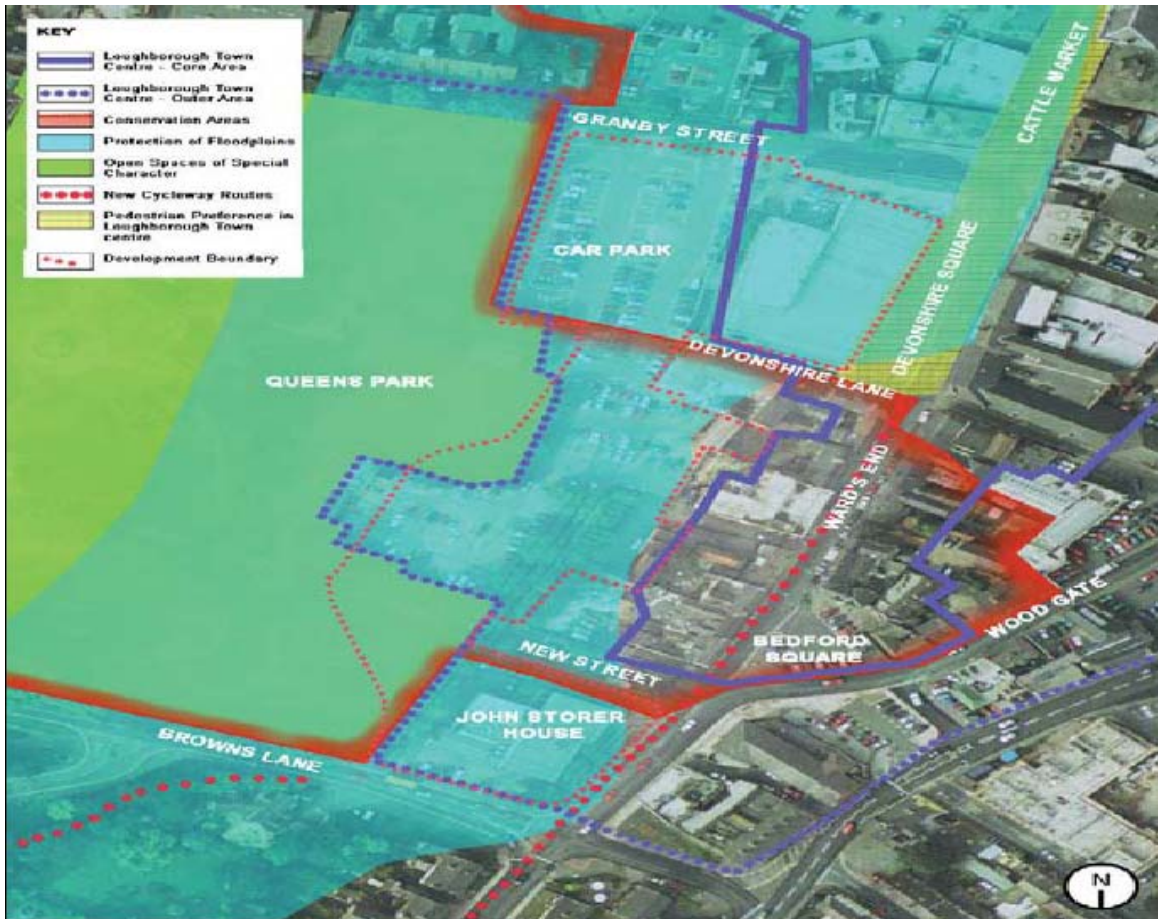 KEY
Loughborough Town
Centre - Core Area
Loughborough Town
Centre - Outer Area
Conservation Areas
Protection of Floodplains
Open Spaces of Special
Character
New Cycleway Routes
Pedestrian Preference in
Loughborough Town
centre
Development Boundary
CATTLE MARKET
GRANBY STREET
CAR PARK
DEVONSHIRE SQUARE
DEVONSHIRE LANE
QUEENS PARK
WARD'S END
WOOD GATE
BEDFORD
SQUARE
NEW STREET
JOHN STORER
HOUSE
BROWNS LANE
N